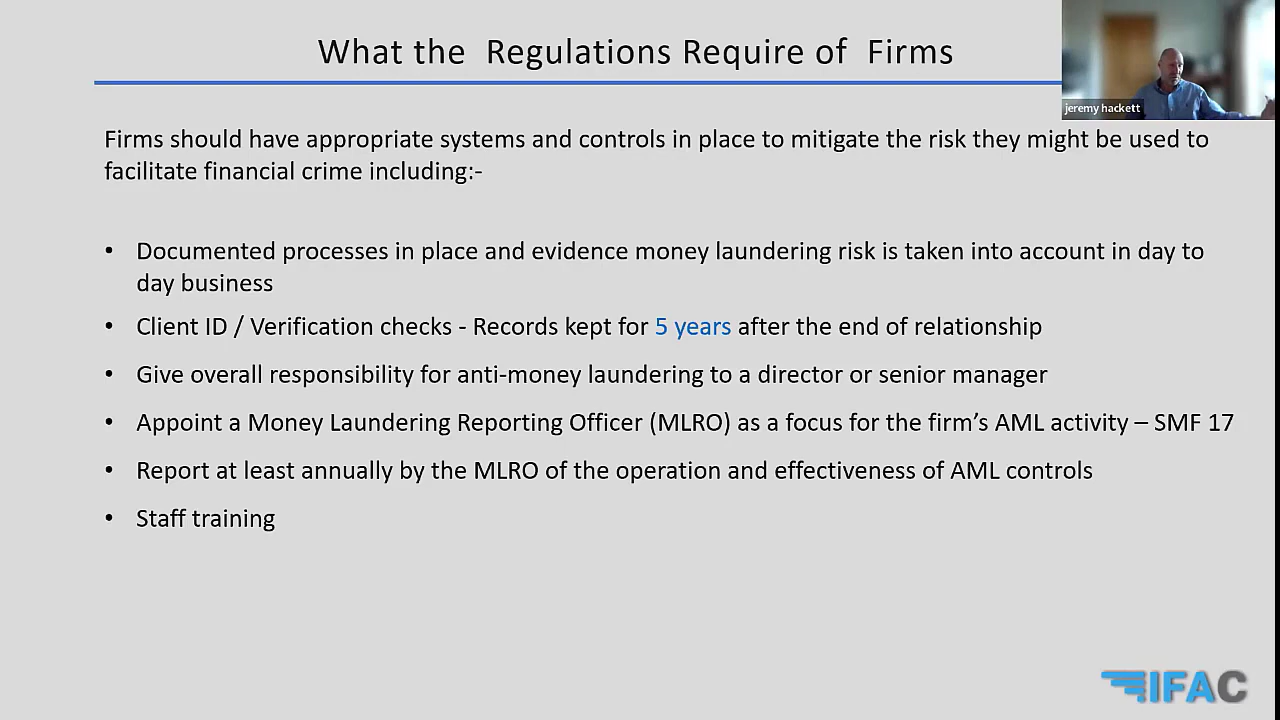 What the Regulations Require of Firms
jeremy hackett
Firms should have appropriate systems and controls in place to mitigate the risk they might be used to
facilitate financial crime including:-
• Documented processes in place and evidence money laundering risk is taken into account in day to
day business
• Client ID / Verification checks - Records kept for 5 years after the end of relationship
• Give overall responsibility for anti-money laundering to a director or senior manager
• Appoint a Money Laundering Reporting Officer (MLRO) as a focus for the firm’s AML activity – SMF 17
• Report at least annually by the MLRO of the operation and effectiveness of AML controls
• Staff training
IFAC